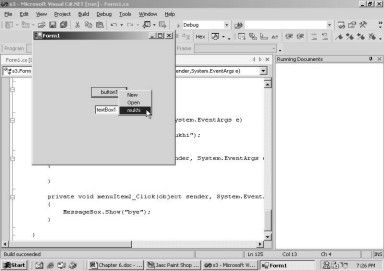 x3 - Microsoft Visual C#.NET [run] - Form1.cs
File Edit View Project Build Debug Tools Window Help
Debug
Form1
Hex
Program
Frame
Form1.cs [
Running Documents
x3.Form
ender,System.EventArgs e)
button1
New
Open
mukhi
textBox1
ystem.EventArgs e)
ukhi");
nder, System.EventArgs e
}
}
private void menuItem2_Click(object sender, System.Event
{
MessageBox.Show("bye");
}
}
Build succeeded
Ln 125 Col 13 Ch 4 INS
Start
Chapter 6.doc - ...
Jasc Paint Shop ...
x3 - Microsoft Vi...
Form1
7:26 PM